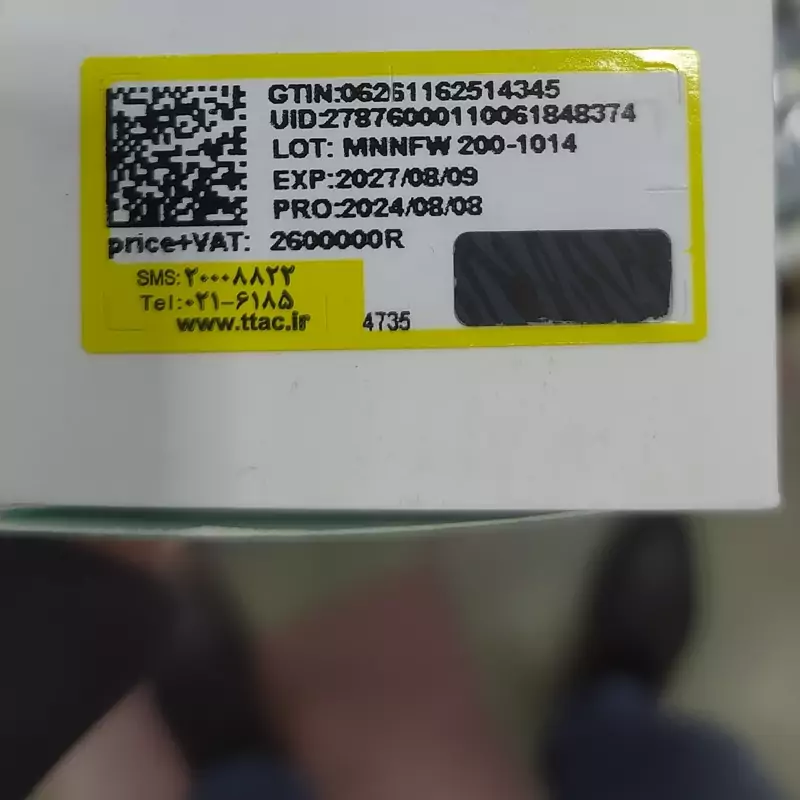 GTIN:06261162514345
UID:27876000110061848374
LOT: MNNFW 200-1014
EXP:2027/08/09
PRO:2024/08/08
price+VAT: 2600000R
SMS:۲۰۰۰۸۸۲۲
Tel:۰۲۱-۶۱۸۵
www.ttac.ir
4735